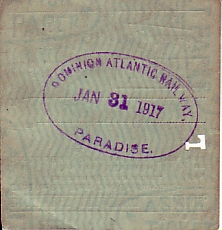 DOMINION ATLANTIC RAILWAY.
JAN 31 1917
PARADISE.